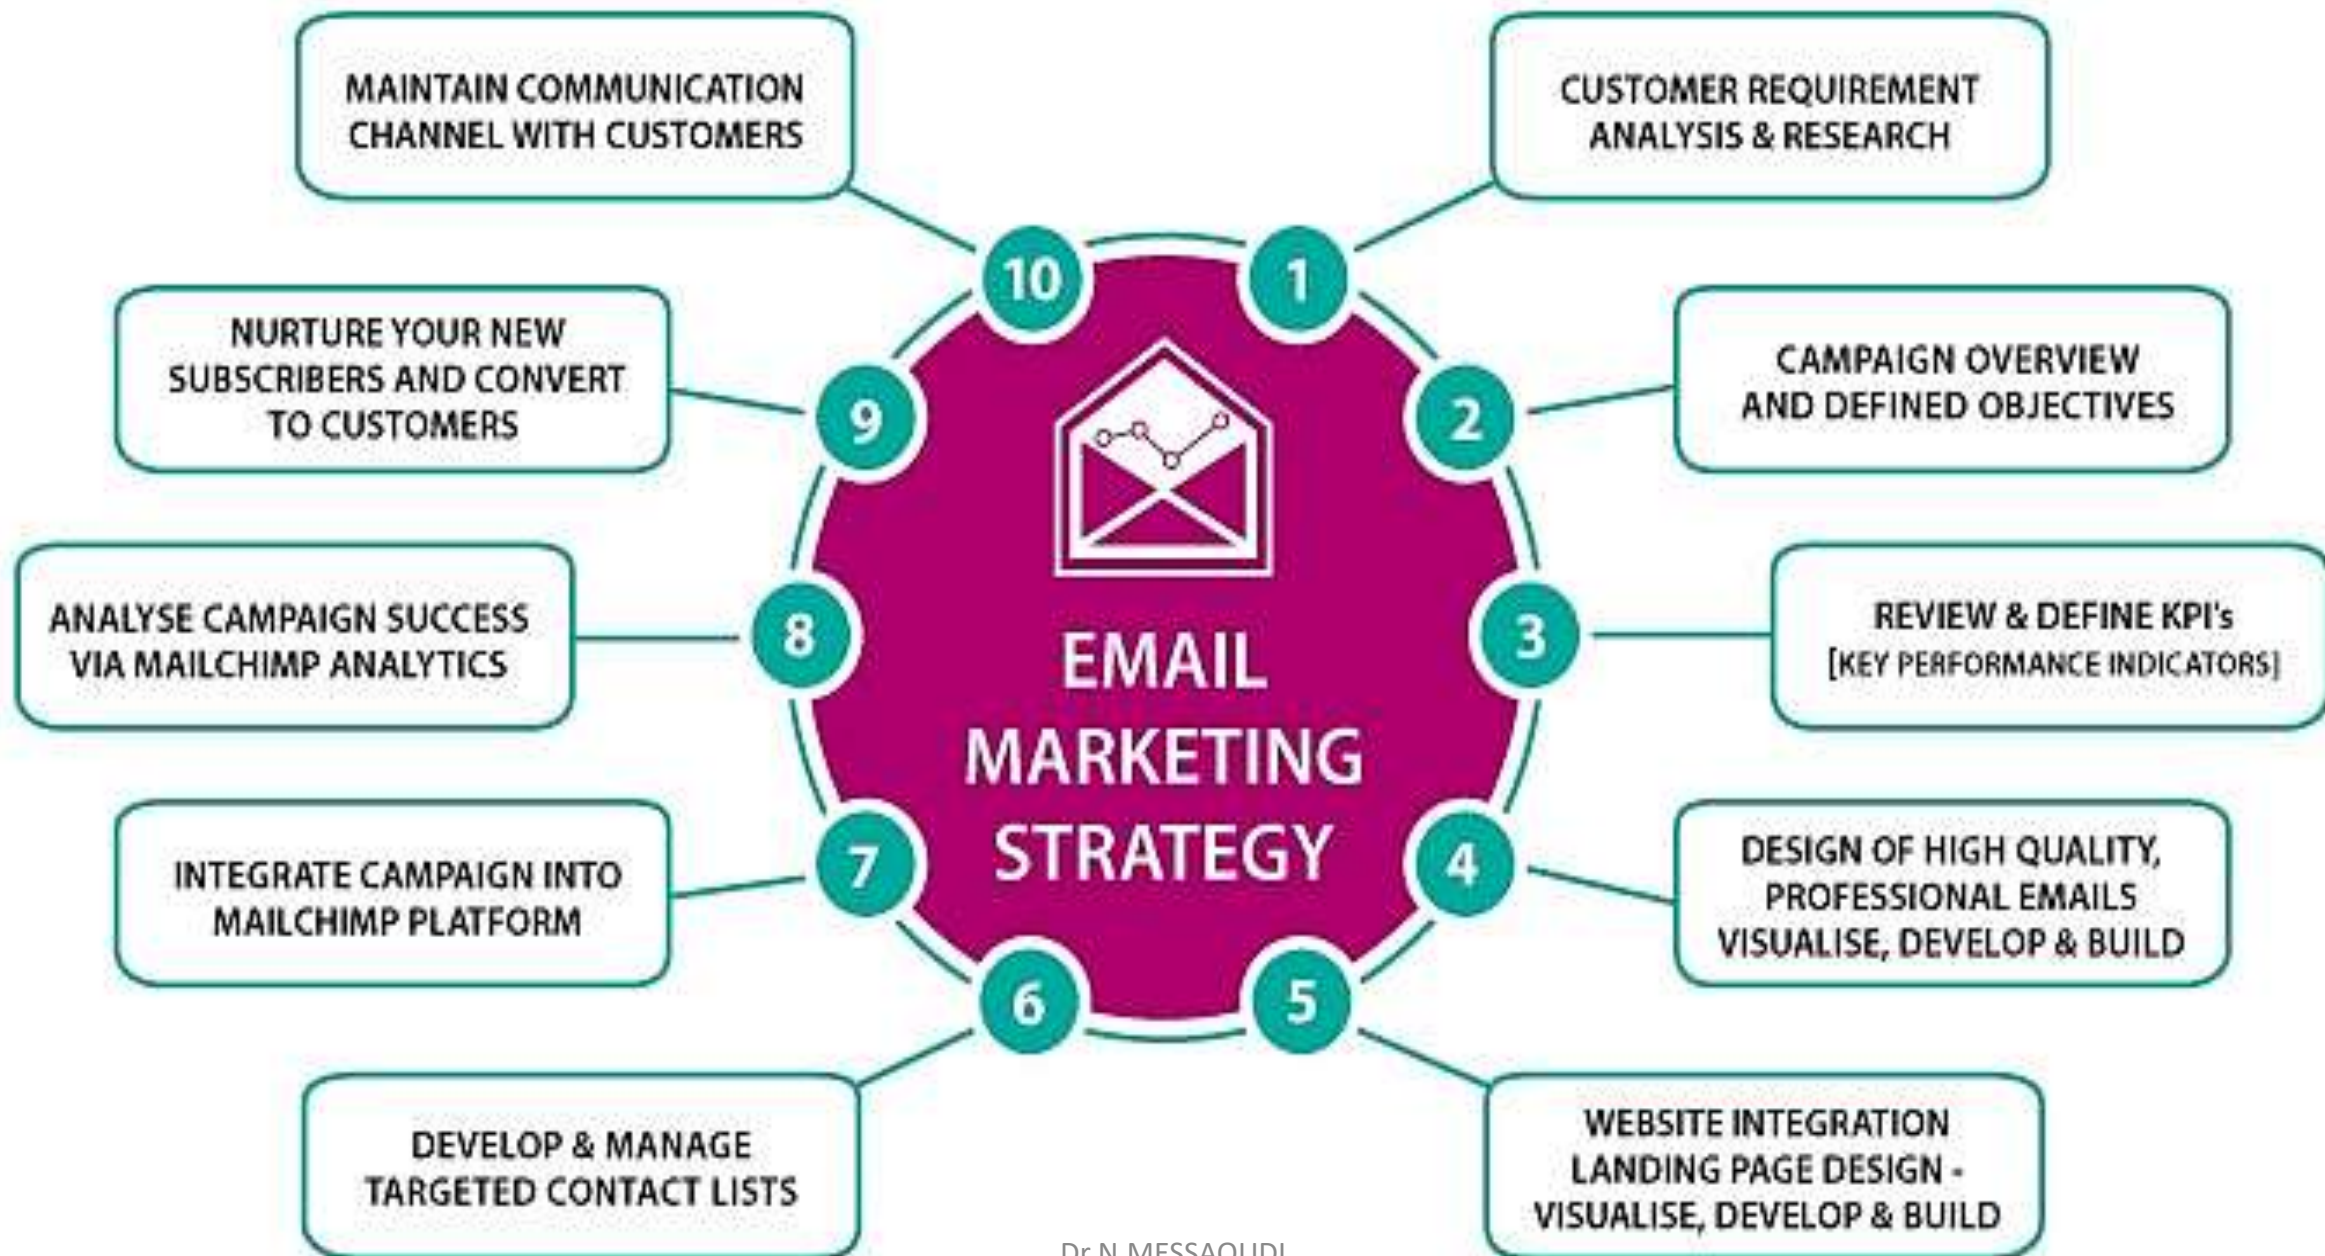 CUSTOMER REQUIREMENT
ANALYSIS & RESEARCH
1
CAMPAIGN OVERVIEW
AND DEFINED OBJECTIVES
2
REVIEW & DEFINE KPI's
[KEY PERFORMANCE INDICATORS]
3
DESIGN OF HIGH QUALITY,
PROFESSIONAL EMAILS
VISUALISE, DEVELOP & BUILD
4
WEBSITE INTEGRATION
LANDING PAGE DESIGN -
VISUALISE, DEVELOP & BUILD
5
DEVELOP & MANAGE
TARGETED CONTACT LISTS
6
INTEGRATE CAMPAIGN INTO
MAILCHIMP PLATFORM
7
ANALYSE CAMPAIGN SUCCESS
VIA MAILCHIMP ANALYTICS
8
NURTURE YOUR NEW
SUBSCRIBERS AND CONVERT
TO CUSTOMERS
9
MAINTAIN COMMUNICATION
CHANNEL WITH CUSTOMERS
10
EMAIL
MARKETING
STRATEGY
Dr N MESSAOUDI